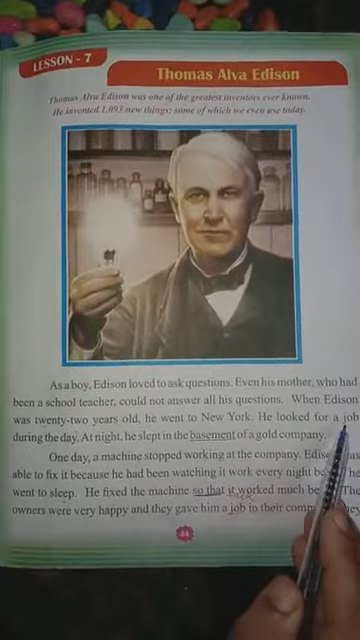 LESSON - 7
Thomas Alva Edison
Thomas Alva Edison was one of the greatest inventors ever known.
He invented 1,093 new things; some of which we even use today.
As a boy, Edison loved to ask questions. Even his mother, who had
been a school teacher, could not answer all his questions. When Edison
was twenty-two years old, he went to New York. He looked for a job
during the day. At night, he slept in the basement of a gold company.
One day, a machine stopped working at the company.
able to fix it because he had been watching it work every night he
went to sleep. He fixed the machine so that it worked much The
owners were very happy and they gave him a job in their
44